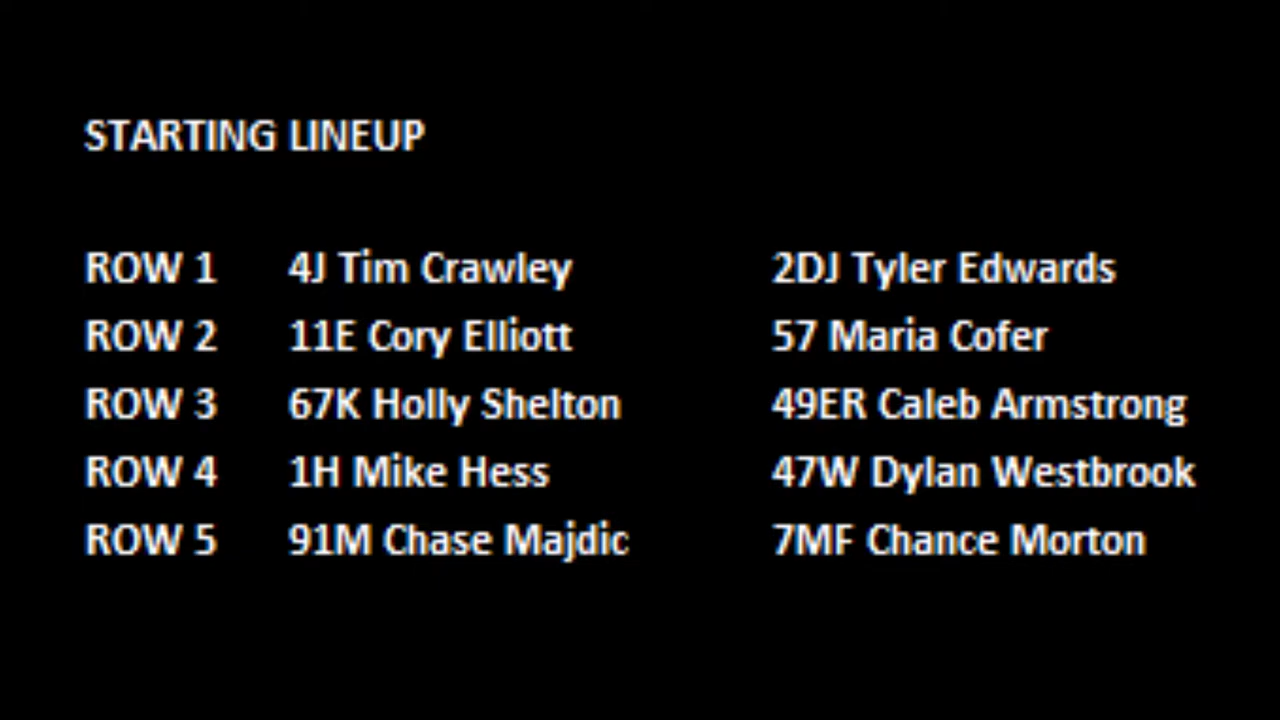 STARTING LINEUP
ROW 1 4J Tim Crawley 2DJ Tyler Edwards
ROW 2 11E Cory Elliott 57 Maria Cofer
ROW 3 67K Holly Shelton 49ER Caleb Armstrong
ROW 4 1H Mike Hess 47W Dylan Westbrook
ROW 5 91M Chase Majdic 7MF Chance Morton